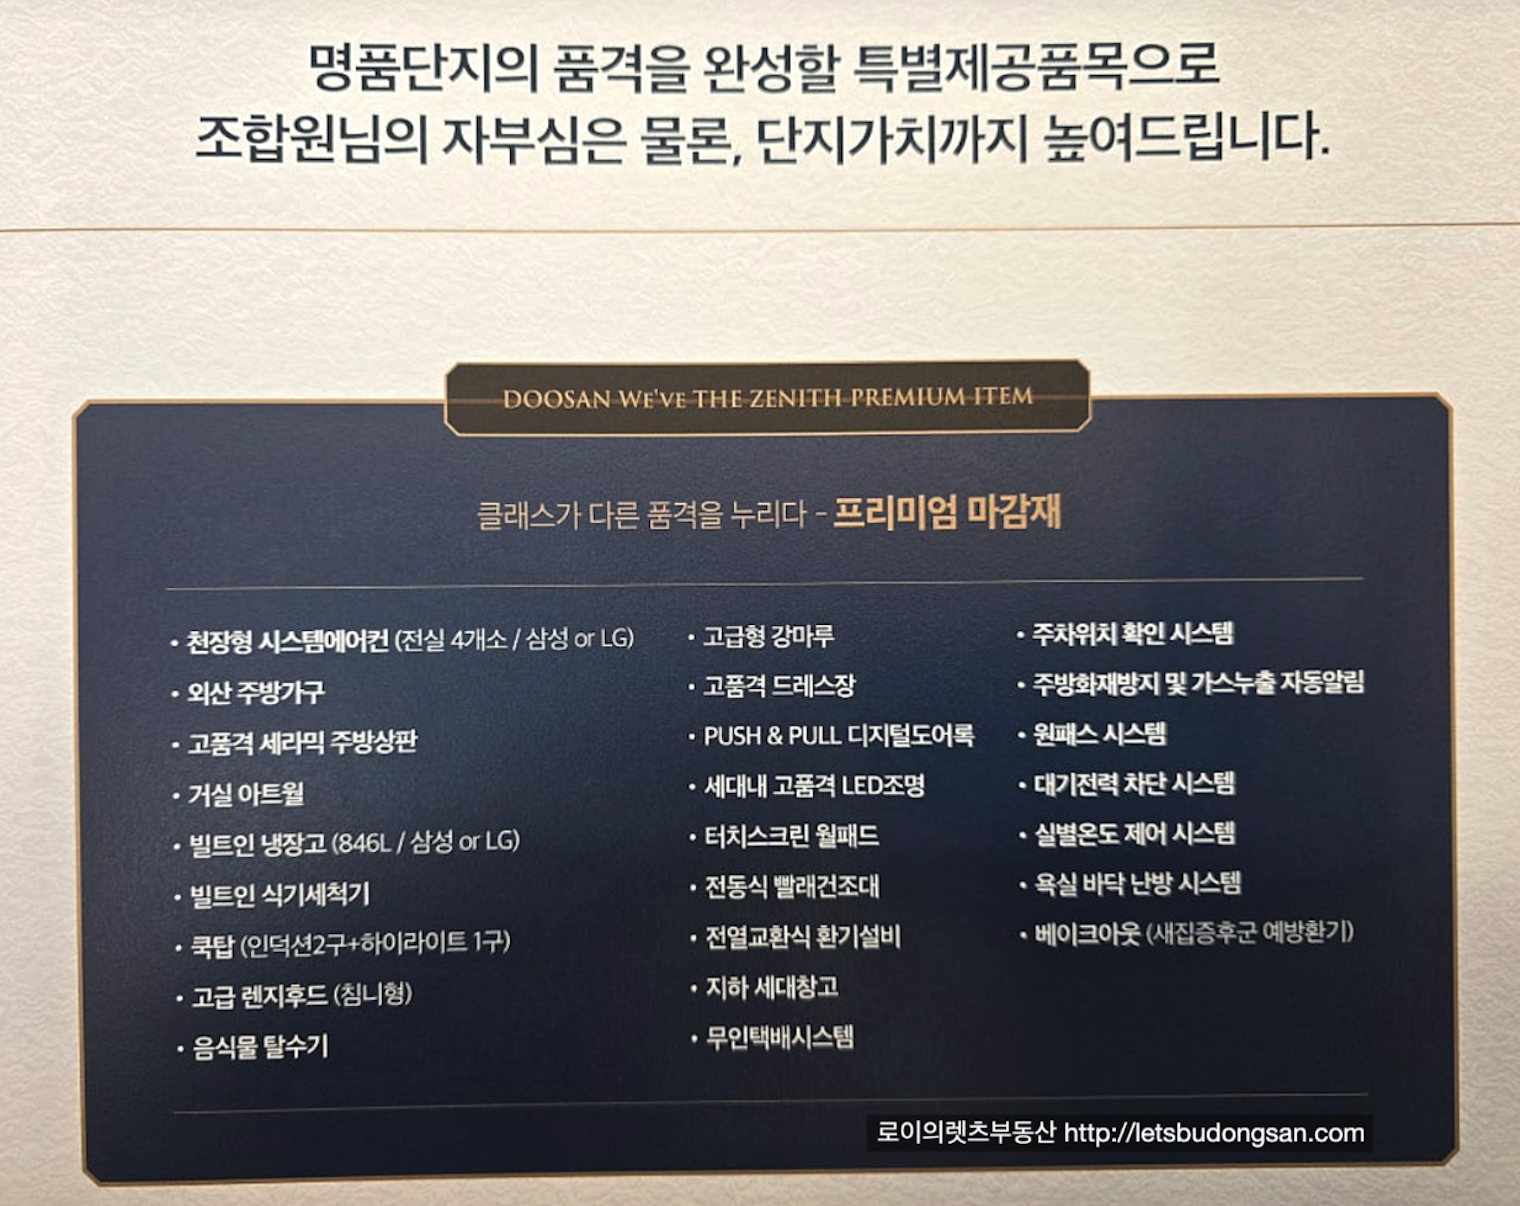 명품단지의 품격을 완성할 특별제공품목으로
조합원님의 자부심은 물론, 단지가치까지 높여드립니다.
DOOSAN We've THE ZENITH PREMIUM ITEM
클래스가 다른 품격을 누리다 - 프리미엄 마감재
• 천장형 시스템에어컨 (전실 4개소 / 삼성 or LG)
• 외산 주방가구
• 고품격 세라믹 주방상판
• 거실 아트월
• 빌트인 냉장고 (846L / 삼성 or LG)
• 빌트인 식기세척기
• 쿡탑 (인덕션2구+하이라이트 1구)
• 고급 렌지후드 (침니형)
• 음식물 탈수기
• 고급형 강마루
• 고품격 드레스장
• PUSH & PULL 디지털도어록
• 세대내 고품격 LED조명
• 터치스크린 월패드
• 전동식 빨래건조대
• 전열교환식 환기설비
• 지하 세대창고
• 무인택배시스템
• 주차위치 확인 시스템
• 주방화재방지 및 가스누출 자동알림
• 원패스 시스템
• 대기전력 차단 시스템
• 실별온도 제어 시스템
• 욕실 바닥 난방 시스템
• 베이크아웃 (새집증후군 예방환기)
로이의렛츠부동산 http://letsbudongsan.com